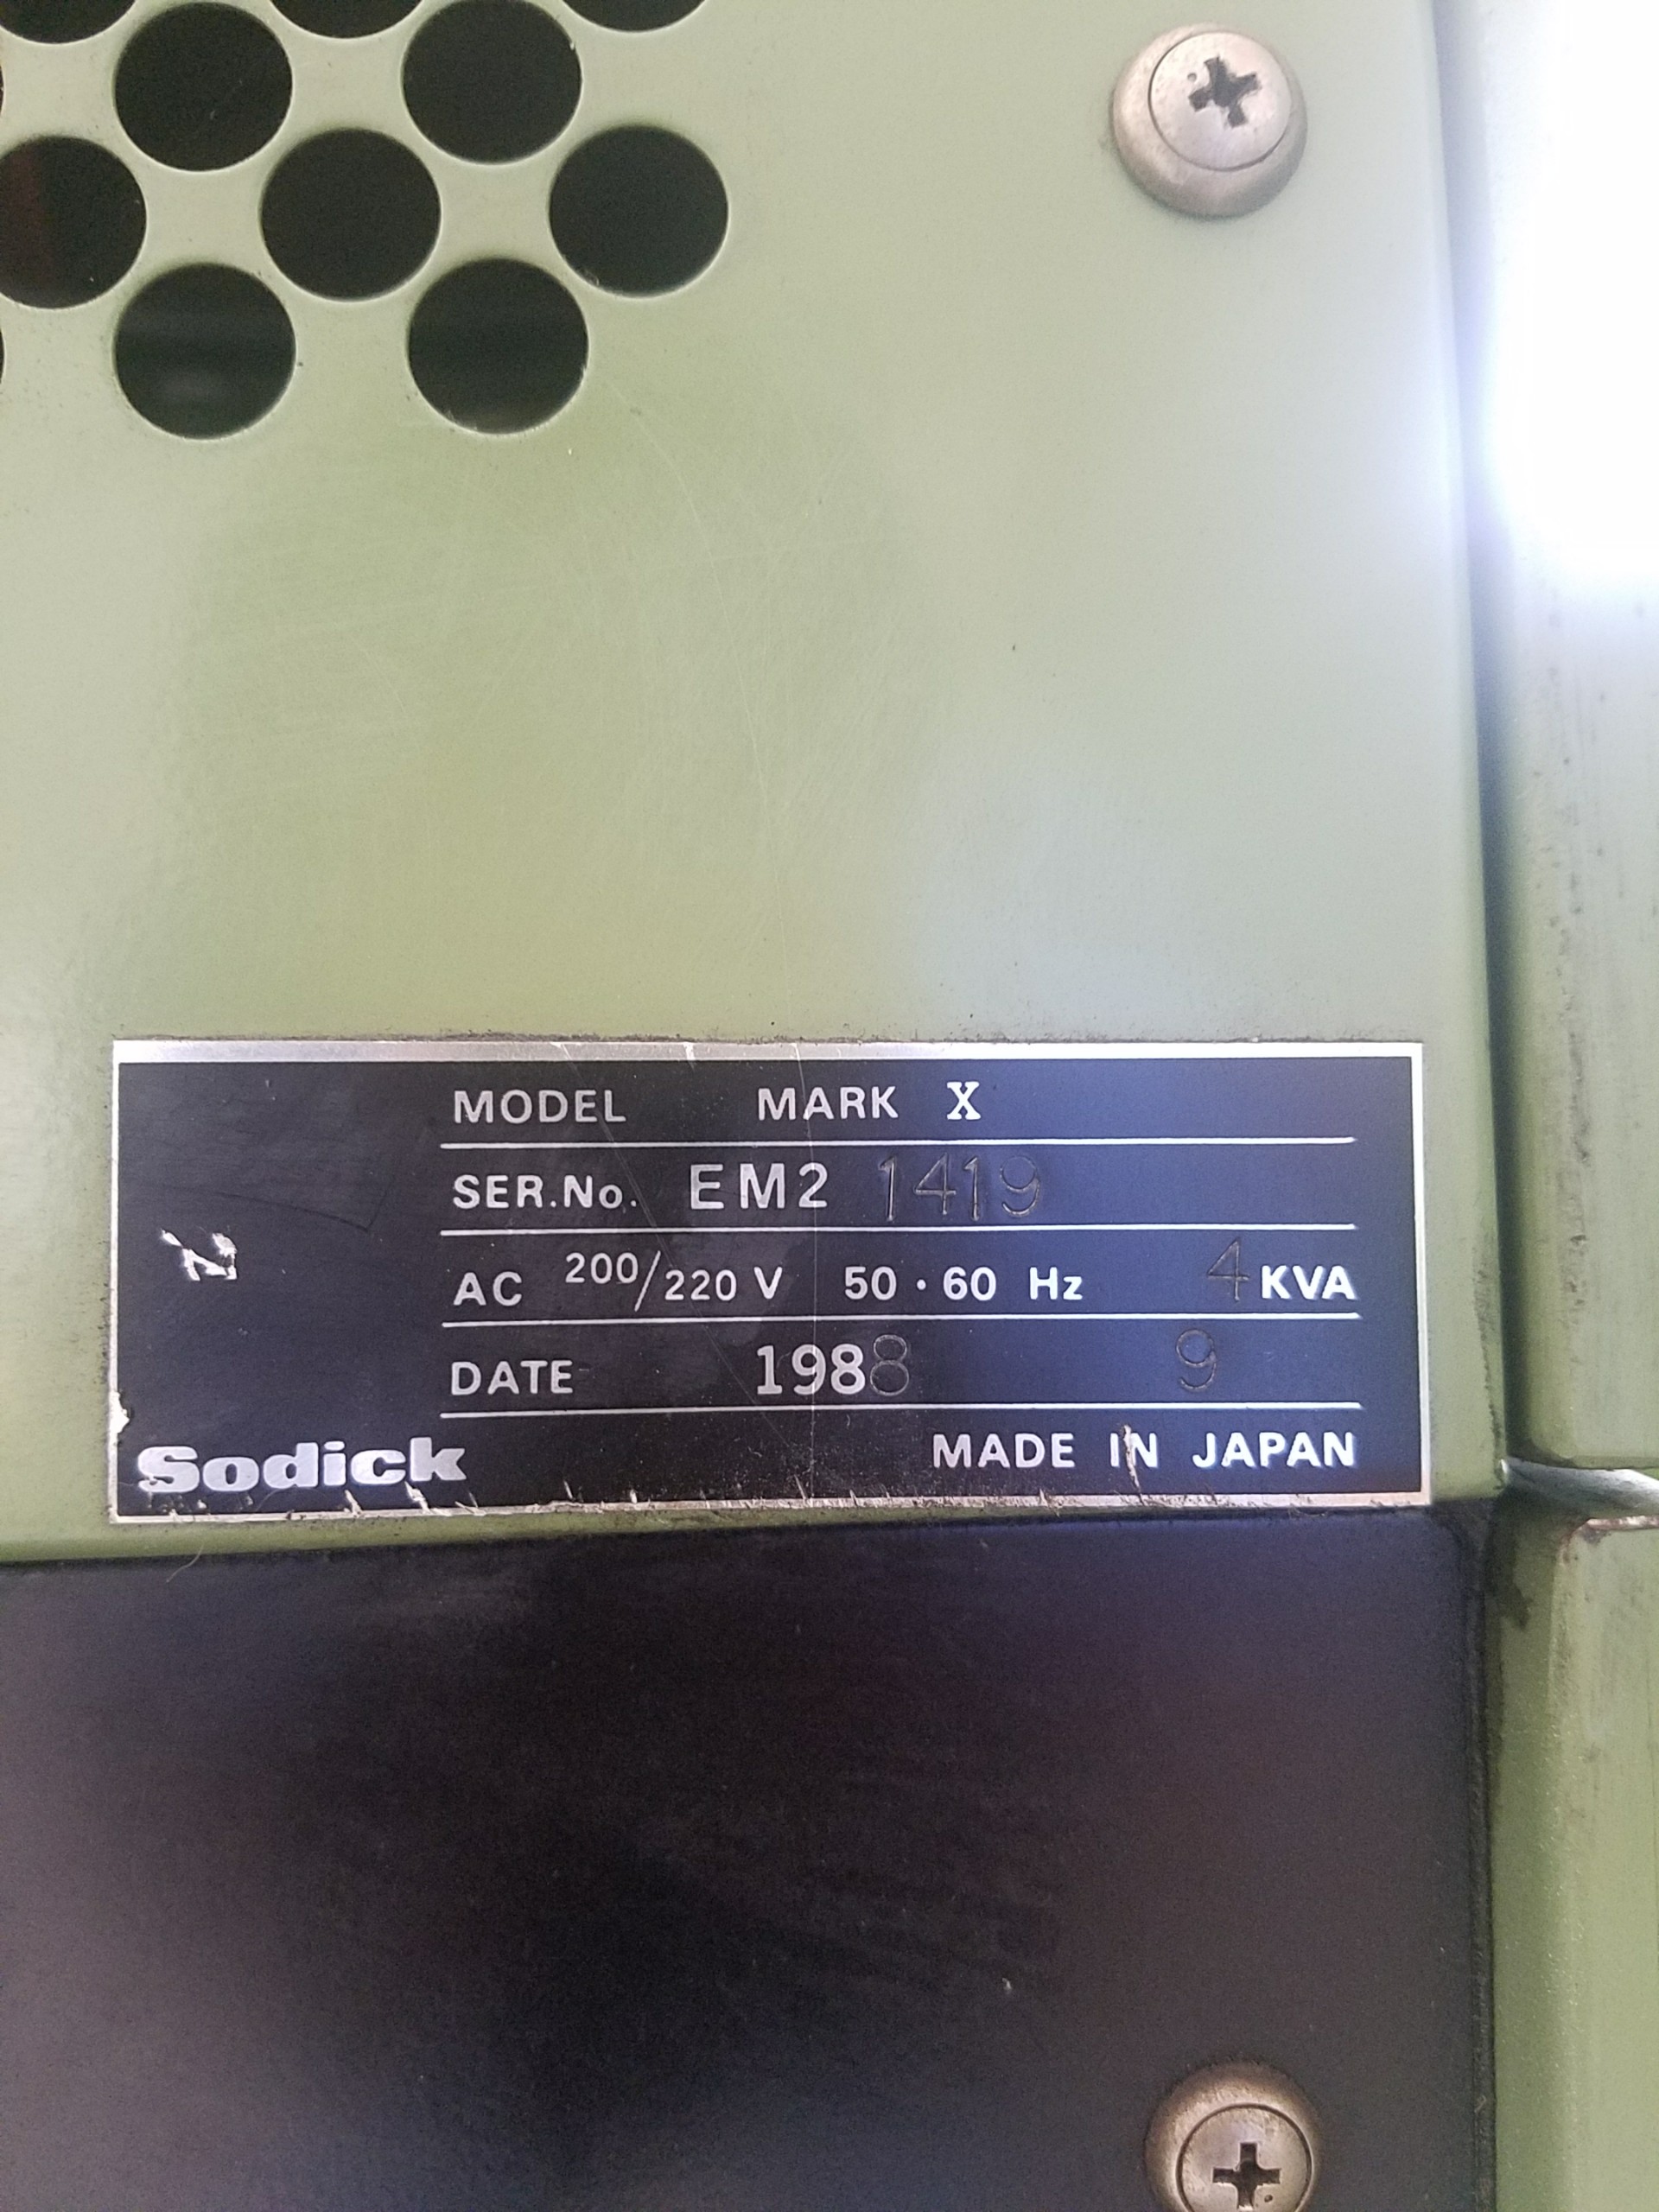 MODEL MARK X
SER.No. EM2 1419
AC 200/220 V 50·60 Hz 4 KVA
DATE 1988 9
Sodick MADE IN JAPAN